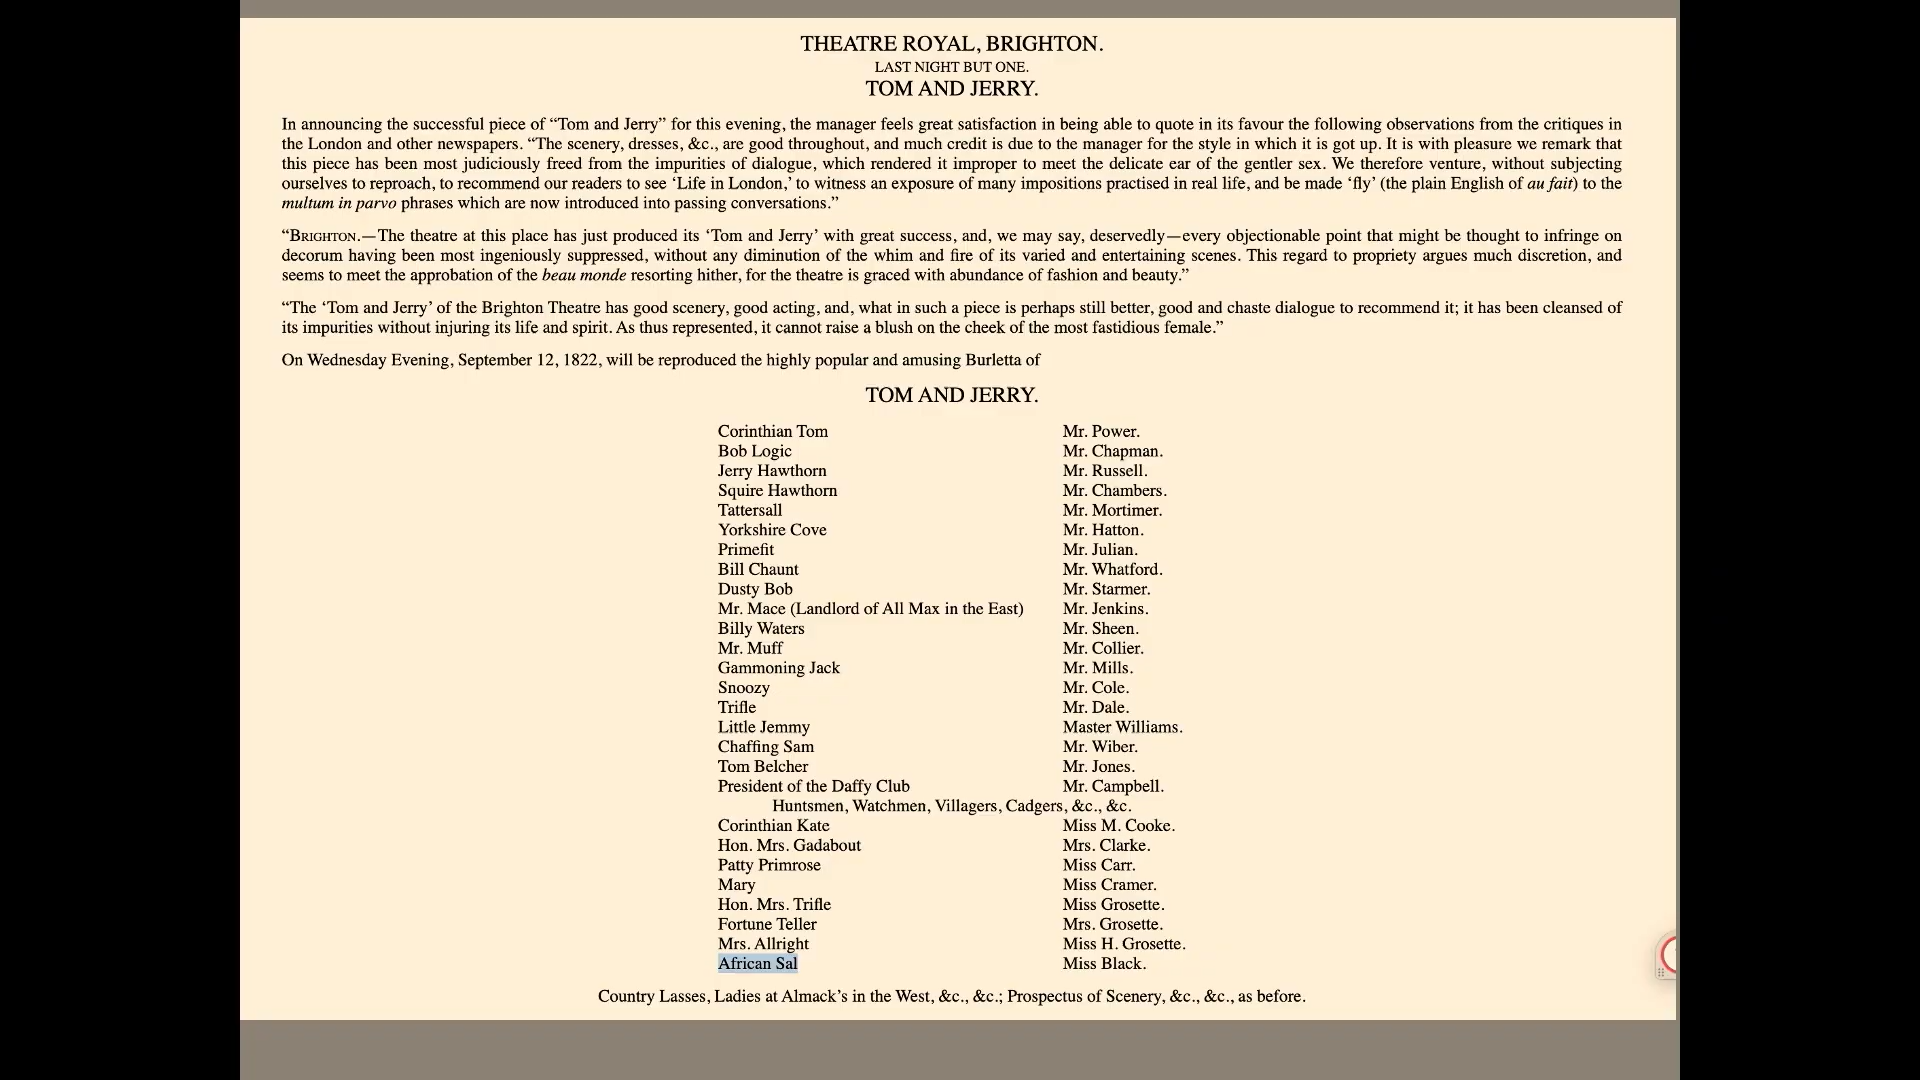 THEATRE ROYAL, BRIGHTON.
LAST NIGHT BUT ONE.
TOM AND JERRY.
In announcing the successful piece of “Tom and Jerry” for this evening, the manager feels great satisfaction in being able to quote in its favour the following observations from the critiques in
the London and other newspapers. “The scenery, dresses, &c., are good throughout, and much credit is due to the manager for the style in which it is got up. It is with pleasure we remark that
this piece has been most judiciously freed from the impurities of dialogue, which rendered it improper to meet the delicate ear of the gentler sex. We therefore venture, without subjecting
ourselves to reproach, to recommend our readers to see ‘Life in London,’ to witness an exposure of many impositions practised in real life, and be made ‘fly’ (the plain English of au fait) to the
multum in parvo phrases which are now introduced into passing conversations.”
“BRIGHTON.—The theatre at this place has just produced its ‘Tom and Jerry’ with great success, and, we may say, deservedly—every objectionable point that might be thought to infringe on
decorum having been most ingeniously suppressed, without any diminution of the whim and fire of its varied and entertaining scenes. This regard to propriety argues much discretion, and
seems to meet the approbation of the beau monde resorting hither, for the theatre is graced with abundance of fashion and beauty.”
“The ‘Tom and Jerry’ of the Brighton Theatre has good scenery, good acting, and, what in such a piece is perhaps still better, good and chaste dialogue to recommend it; it has been cleansed of
its impurities without injuring its life and spirit. As thus represented, it cannot raise a blush on the cheek of the most fastidious female.”
On Wednesday Evening, September 12, 1822, will be reproduced the highly popular and amusing Burletta of
TOM AND JERRY.
Corinthian Tom Mr. Power.
Bob Logic Mr. Chapman.
Jerry Hawthorn Mr. Russell.
Squire Hawthorn Mr. Chambers.
Tattersall Mr. Mortimer.
Yorkshire Cove Mr. Hatton.
Primefit Mr. Julian.
Bill Chaunt Mr. Whatford.
Dusty Bob Mr. Starmer.
Mr. Mace (Landlord of All Max in the East) Mr. Jenkins.
Billy Waters Mr. Sheen.
Mr. Muff Mr. Collier.
Gammoning Jack Mr. Mills.
Snoozy Mr. Cole.
Trifle Mr. Dale.
Little Jemmy Master Williams.
Chaffing Sam Mr. Wiber.
Tom Belcher Mr. Jones.
President of the Daffy Club Mr. Campbell.
Huntsmen, Watchmen, Villagers, Cadgers, &c., &c.
Corinthian Kate Miss M. Cooke.
Hon. Mrs. Gadabout Mrs. Clarke.
Patty Primrose Miss Carr.
Mary Miss Cramer.
Hon. Mrs. Trifle Miss Grosette.
Fortune Teller Mrs. Grosette.
Mrs. Allright Miss H. Grosette.
African Sal Miss Black.
Country Lasses, Ladies at Almack’s in the West, &c., &c.; Prospectus of Scenery, &c., &c., as before.